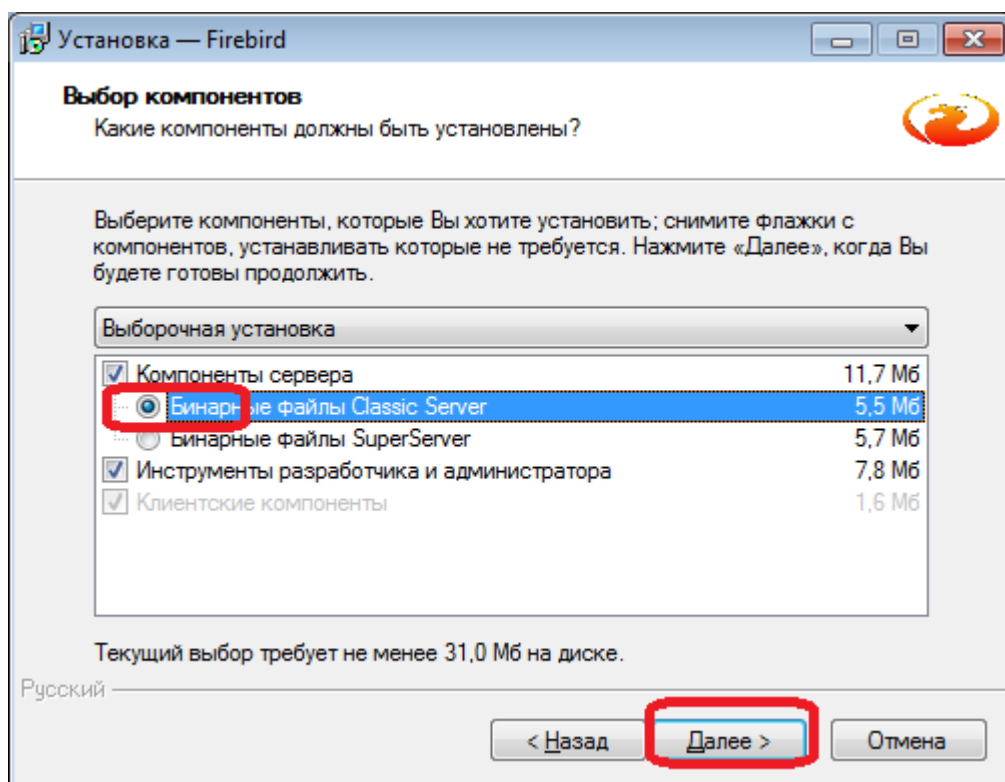 Установка — Firebird
Выбор компонентов
Какие компоненты должны быть установлены?
Выберите компоненты, которые Вы хотите установить; снимите флажки с
компонентов, устанавливать которые не требуется. Нажмите «Далее», когда Вы
будете готовы продолжить.
Выборочная установка
Компоненты сервера 11,7 Мб
Бинарные файлы Classic Server 5,5 Мб
Бинарные файлы SuperServer 5,7 Мб
Инструменты разработчика и администратора 7,8 Мб
Клиентские компоненты 1,6 Мб
Текущий выбор требует не менее 31,0 Мб на диске.
Русский
< Назад Далее > Отмена